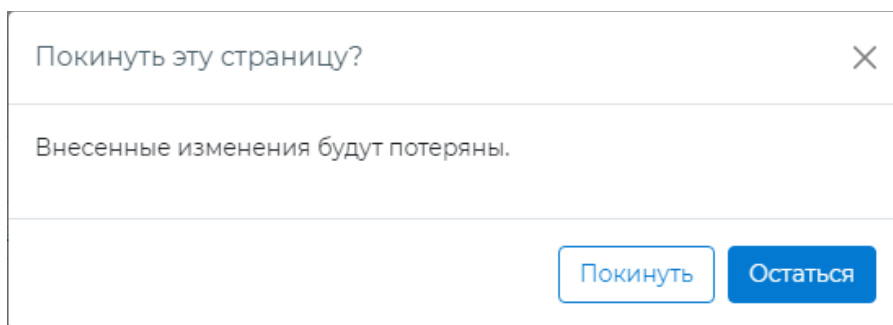 Покинуть эту страницу?
Внесенные изменения будут потеряны.
Покинуть Остаться